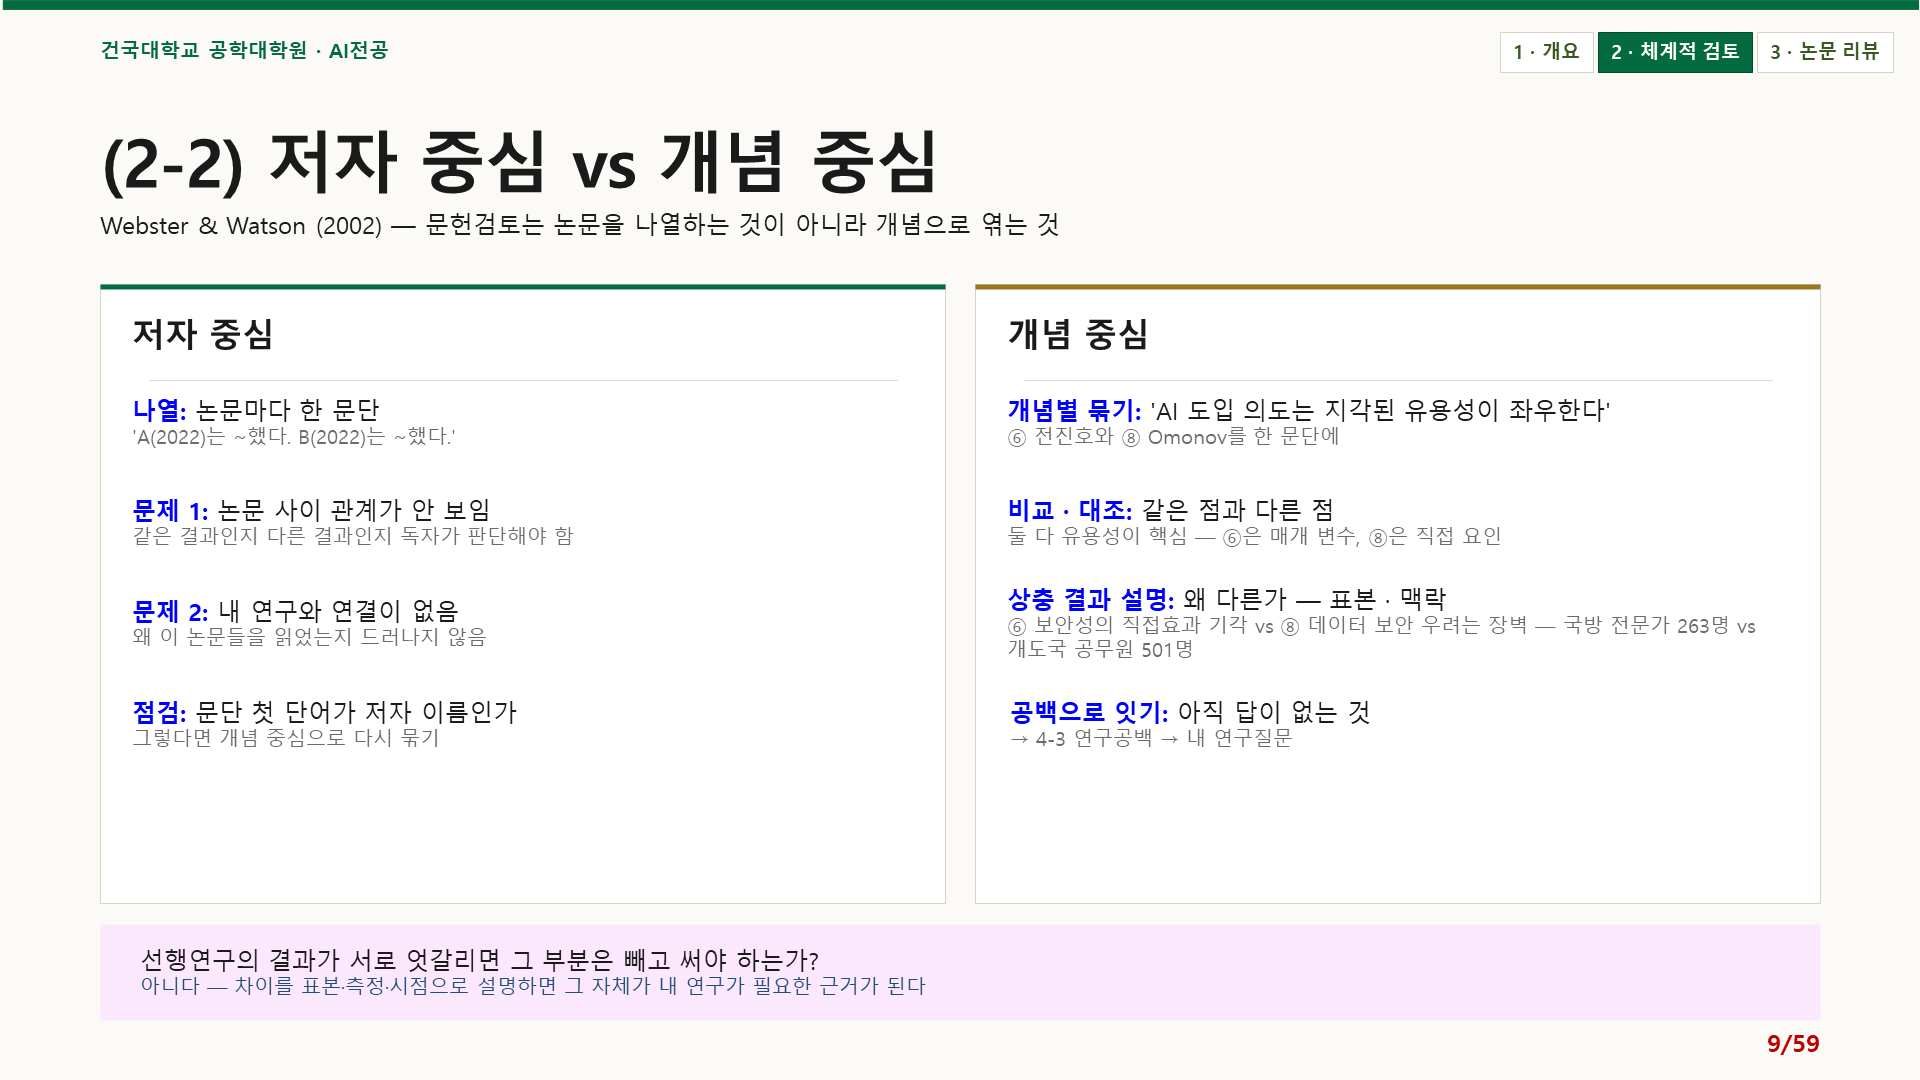 건국대학교 공학대학원 · AI전공
1 · 개요
2 · 체계적 검토
3 · 논문 리뷰
(2-2) 저자 중심 vs 개념 중심
Webster & Watson (2002) — 문헌검토는 논문을 나열하는 것이 아니라 개념으로 엮는 것
저자 중심
나열: 논문마다 한 문단
'A(2022)는 ~했다. B(2022)는 ~했다.'
문제 1: 논문 사이 관계가 안 보임
같은 결과인지 다른 결과인지 독자가 판단해야 함
문제 2: 내 연구와 연결이 없음
왜 이 논문들을 읽었는지 드러나지 않음
점검: 문단 첫 단어가 저자 이름인가
그렇다면 개념 중심으로 다시 묶기
개념 중심
개념별 묶기: 'AI 도입 의도는 지각된 유용성이 좌우한다'
⑥ 전진호와 ⑧ Omonov를 한 문단에
비교 · 대조: 같은 점과 다른 점
둘 다 유용성이 핵심 — ⑥은 매개 변수, ⑧은 직접 요인
상충 결과 설명: 왜 다른가 — 표본 · 맥락
⑥ 보안성의 직접효과 기각 vs ⑧ 데이터 보안 우려는 장벽 — 국방 전문가 263명 vs
개도국 공무원 501명
공백으로 잇기: 아직 답이 없는 것
→ 4-3 연구공백 → 내 연구질문
선행연구의 결과가 서로 엇갈리면 그 부분은 빼고 써야 하는가?
아니다 — 차이를 표본·측정·시점으로 설명하면 그 자체가 내 연구가 필요한 근거가 된다
9/59